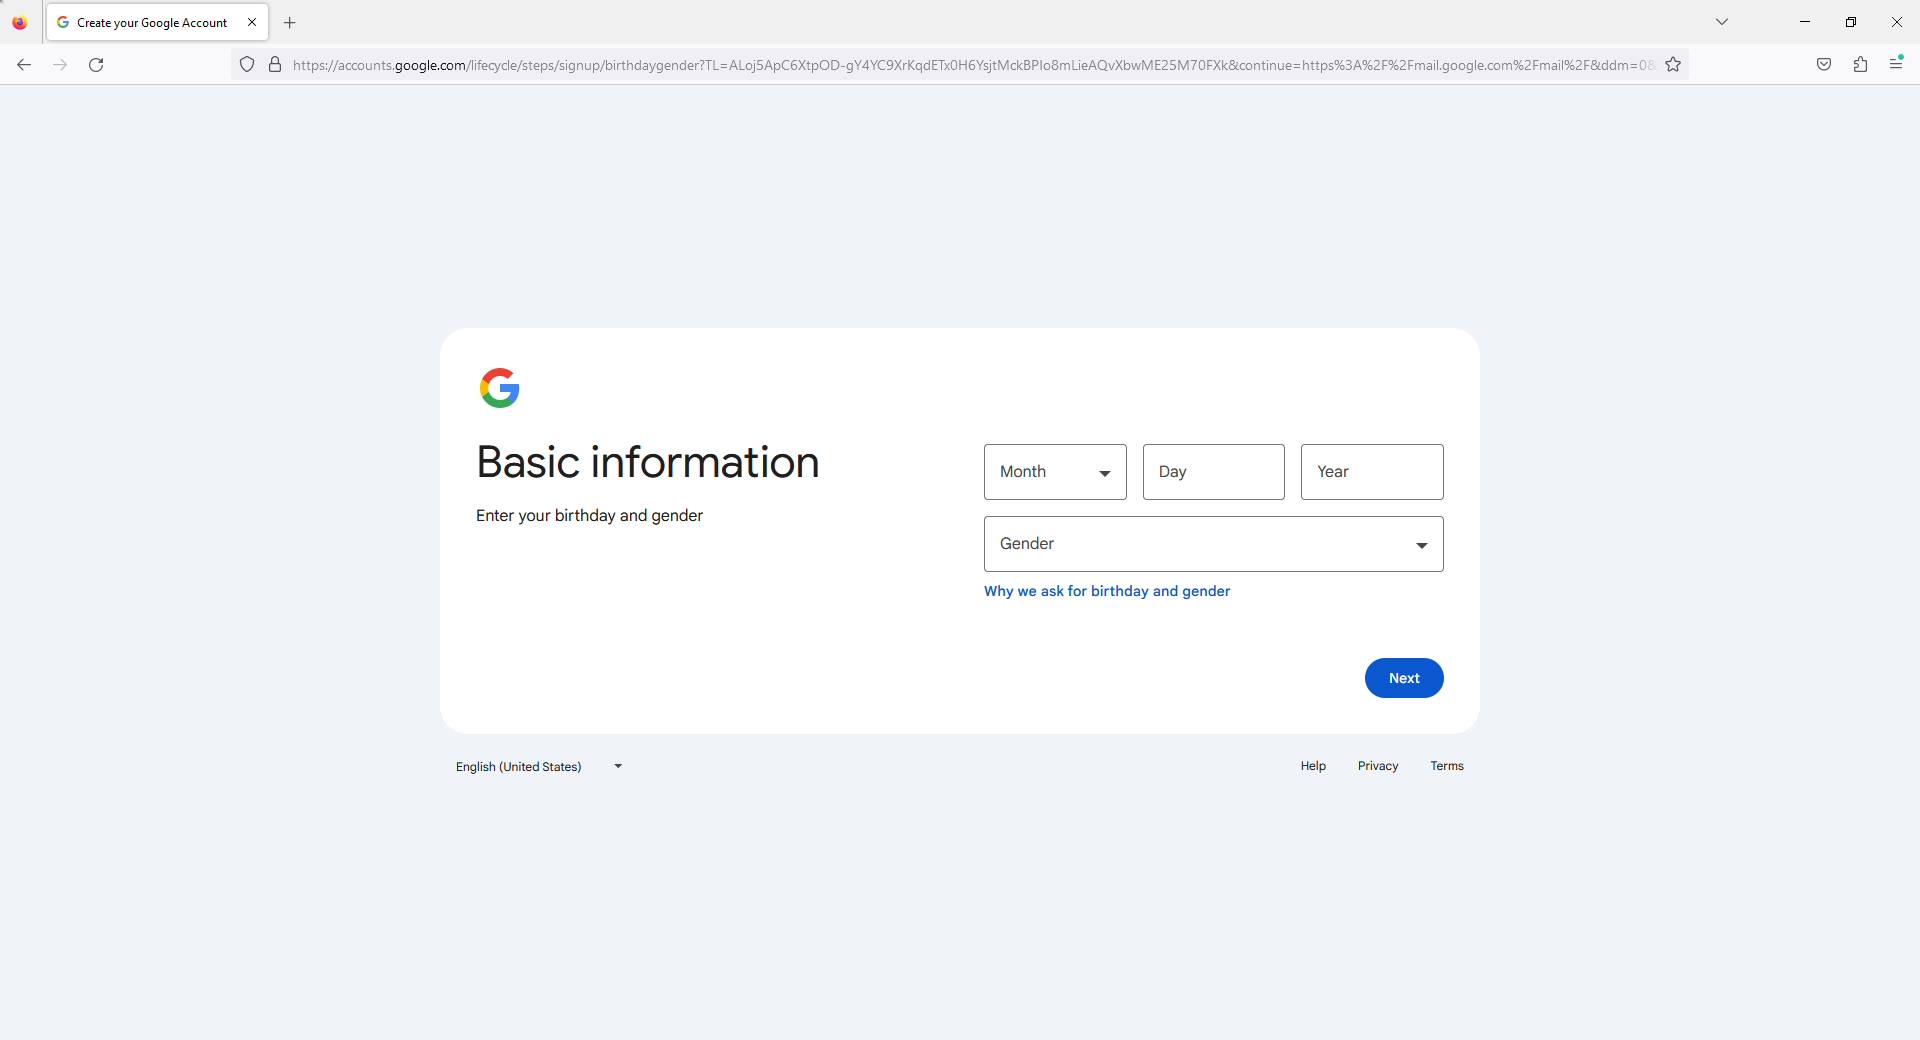 Create your Google Account
https://accounts.google.com/lifecycle/steps/signup/birthdaygender?TL=ALoj5ApC6XtpOD-gY4YC9XrKqdETx0H6YsjtMckBPIo8mLieAQvXbwME25M70FXk&continue=https%3A%2F%2Fmail.google.com%2Fmail%2F&ddm=0&
Basic information
Enter your birthday and gender
Month
Day
Year
Gender
Why we ask for birthday and gender
Next
English (United States)
Help
Privacy
Terms